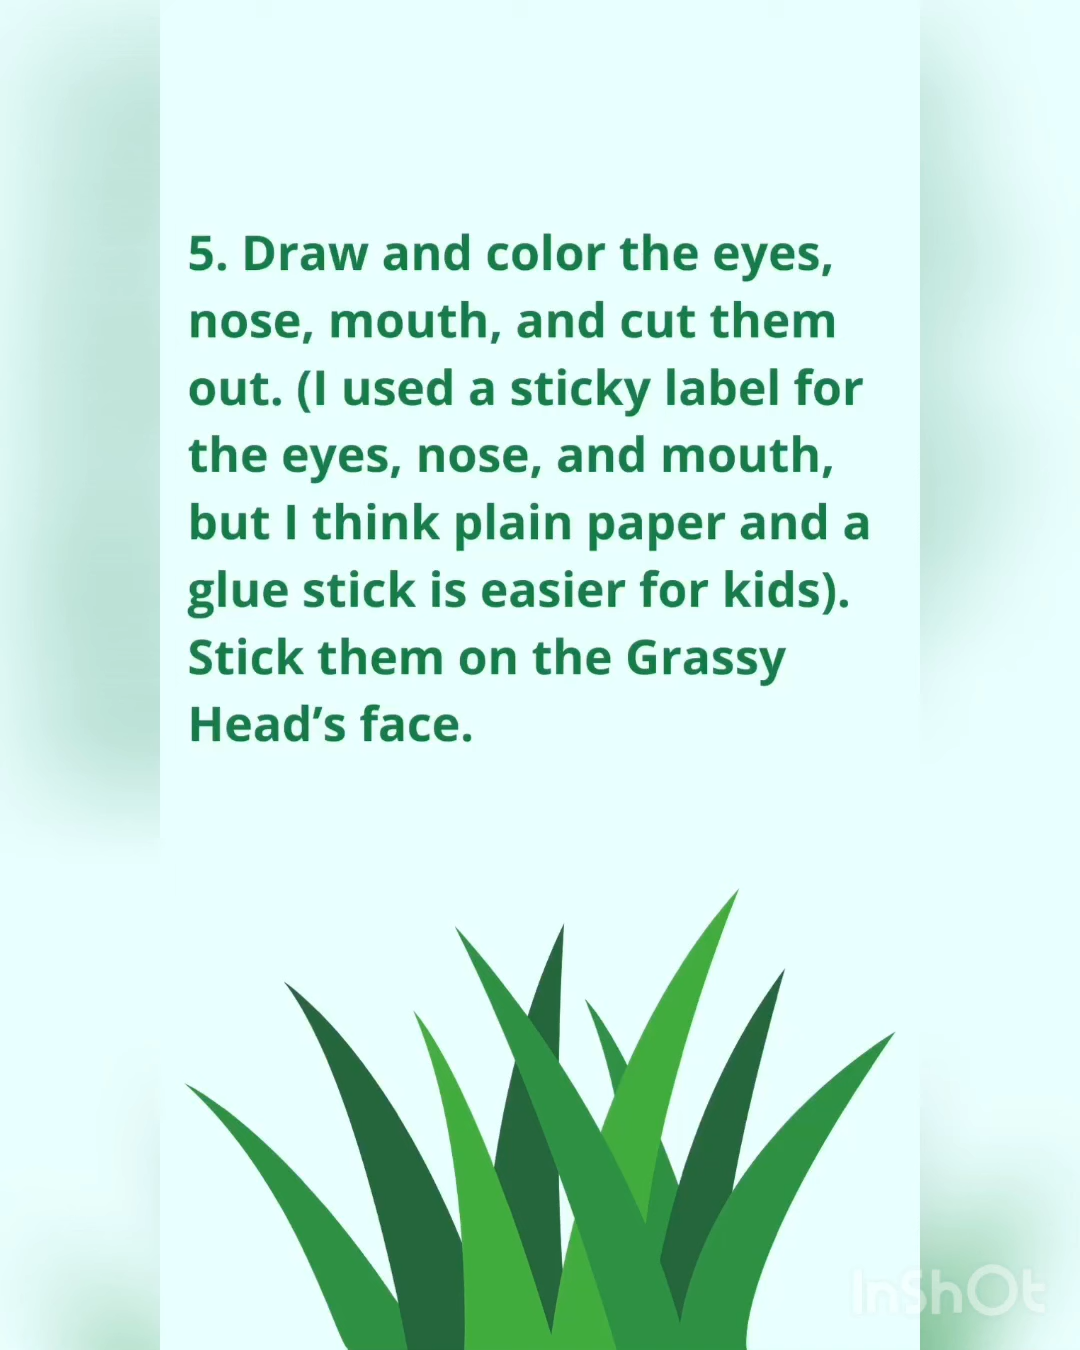 5. Draw and color the eyes,
nose, mouth, and cut them
out. (I used a sticky label for
the eyes, nose, and mouth,
but I think plain paper and a
glue stick is easier for kids).
Stick them on the Grassy
Head’s face.
InShOt